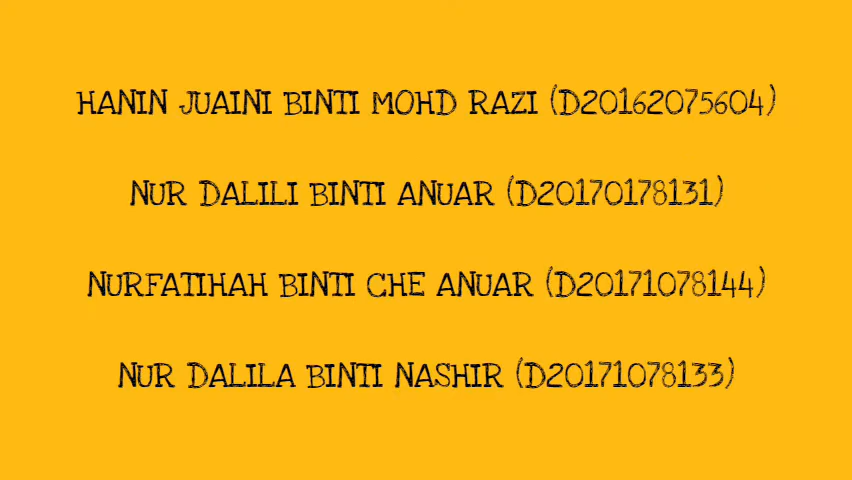 HANIN JUAINI BINTI MOHD RAZI (D20162075604)
NUR DALILI BINTI ANUAR (D20170178131)
NURFATIHAH BINTI CHE ANUAR (D20171078144)
NUR DALILA BINTI NASHIR (D20171078133)